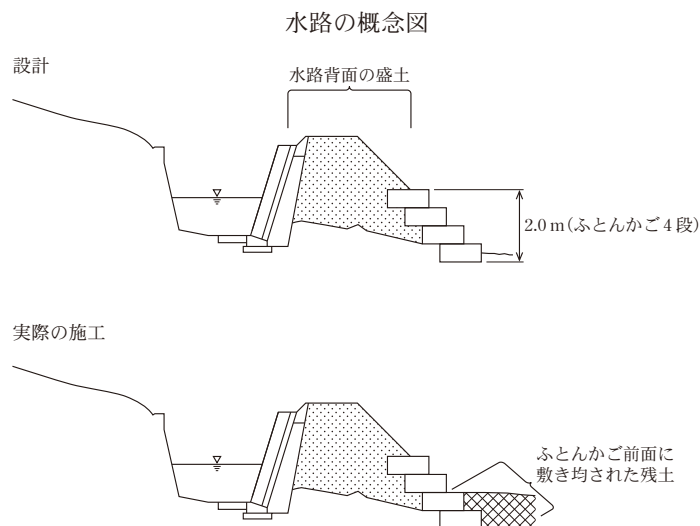 水路の概念図
設計
水路背面の盛土
2.0m(ふとんかご4段)
実際の施工
ふとんかご前面に
敷き均された残土